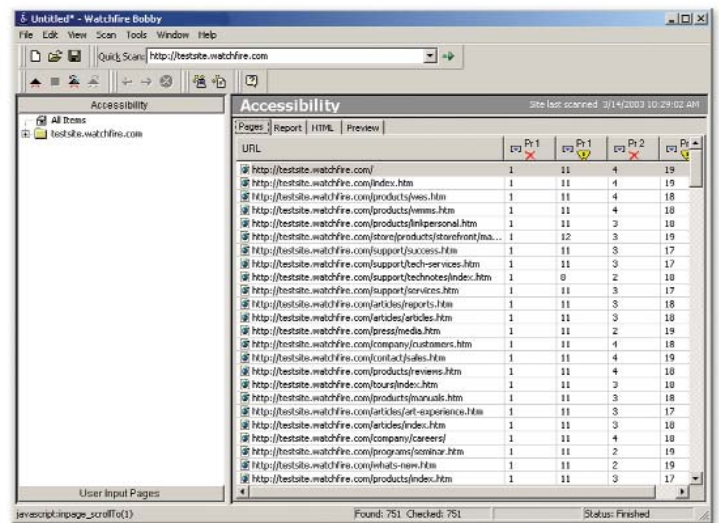 Untitled* - Watchfire Bobby
File Edit View Scan Tools Window Help
Quick Scan: http://testsite.watchfire.com
Accessibility
All Items
testsite.watchfire.com
User Input Pages
Accessibility Site last scanned 3/14/2003 10:29:02 AM
Pages Report HTML Preview
URL Pr1 Pr1 Pr2
http://testsite.watchfire.com/ 1 11 4 19
http://testsite.watchfire.com/index.htm 1 11 4 19
http://testsite.watchfire.com/products/wes.htm 1 11 4 18
http://testsite.watchfire.com/products/wmms.htm 1 11 4 18
http://testsite.watchfire.com/products/linkpersonal.htm 1 11 3 18
http://testsite.watchfire.com/store/products/storefront/ma... 1 12 3 19
http://testsite.watchfire.com/support/success.htm 1 11 3 17
http://testsite.watchfire.com/support/tech-services.htm 1 11 3 17
http://testsite.watchfire.com/support/technotes/index.htm 1 8 2 18
http://testsite.watchfire.com/support/services.htm 1 11 3 17
http://testsite.watchfire.com/articles/reports.htm 1 11 3 18
http://testsite.watchfire.com/articles/articles.htm 1 11 3 18
http://testsite.watchfire.com/press/media.htm 1 11 2 19
http://testsite.watchfire.com/company/customers.htm 1 11 4 18
http://testsite.watchfire.com/contact/sales.htm 1 11 4 19
http://testsite.watchfire.com/products/reviews.htm 1 11 4 18
http://testsite.watchfire.com/tours/index.htm 1 11 3 18
http://testsite.watchfire.com/products/manuals.htm 1 11 3 18
http://testsite.watchfire.com/articles/art-experience.htm 1 11 3 17
http://testsite.watchfire.com/articles/index.htm 1 11 3 18
http://testsite.watchfire.com/company/careers/ 1 11 4 18
http://testsite.watchfire.com/programs/seminar.htm 1 11 2 19
http://testsite.watchfire.com/whats-new.htm 1 11 2 19
http://testsite.watchfire.com/products/index.htm 1 11 3 17
javascript:inpage_scrollTo(1) Found: 751 Checked: 751 Status: Finished